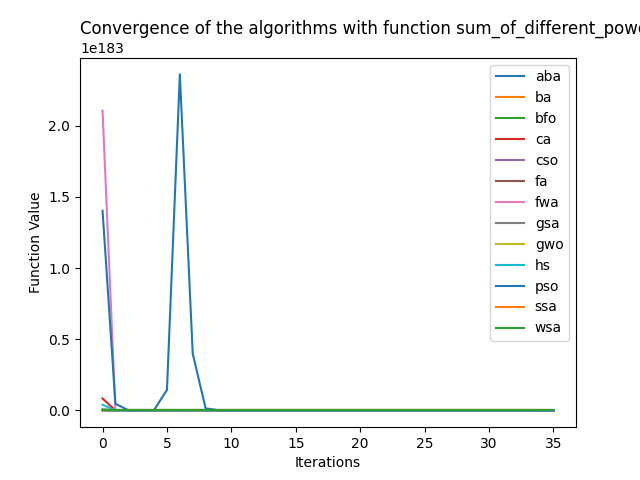 Convergence of the algorithms with function sum_of_different_pow
1e183
2.0
1.5
1.0
0.5
0.0
Function Value
0 5 10 15 20 25 30 35
Iterations
aba
ba
bfo
ca
cso
fa
fwa
gsa
gwo
hs
pso
ssa
wsa